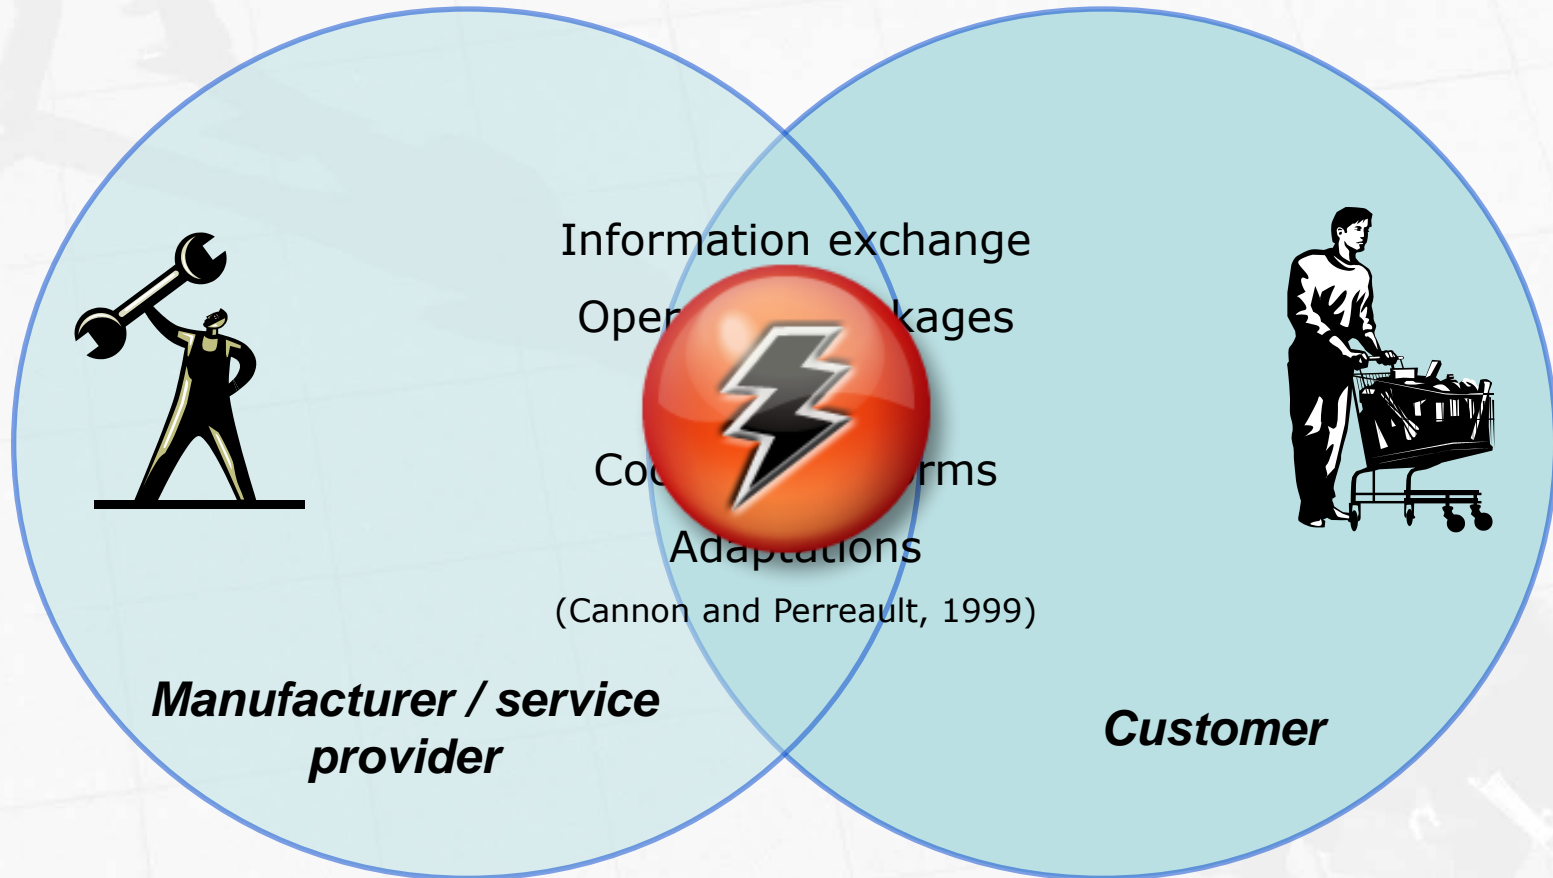 Information exchange
Oper kages
Coo rms
Adaptations
(Cannon and Perreault, 1999)
Manufacturer / service
provider
Customer